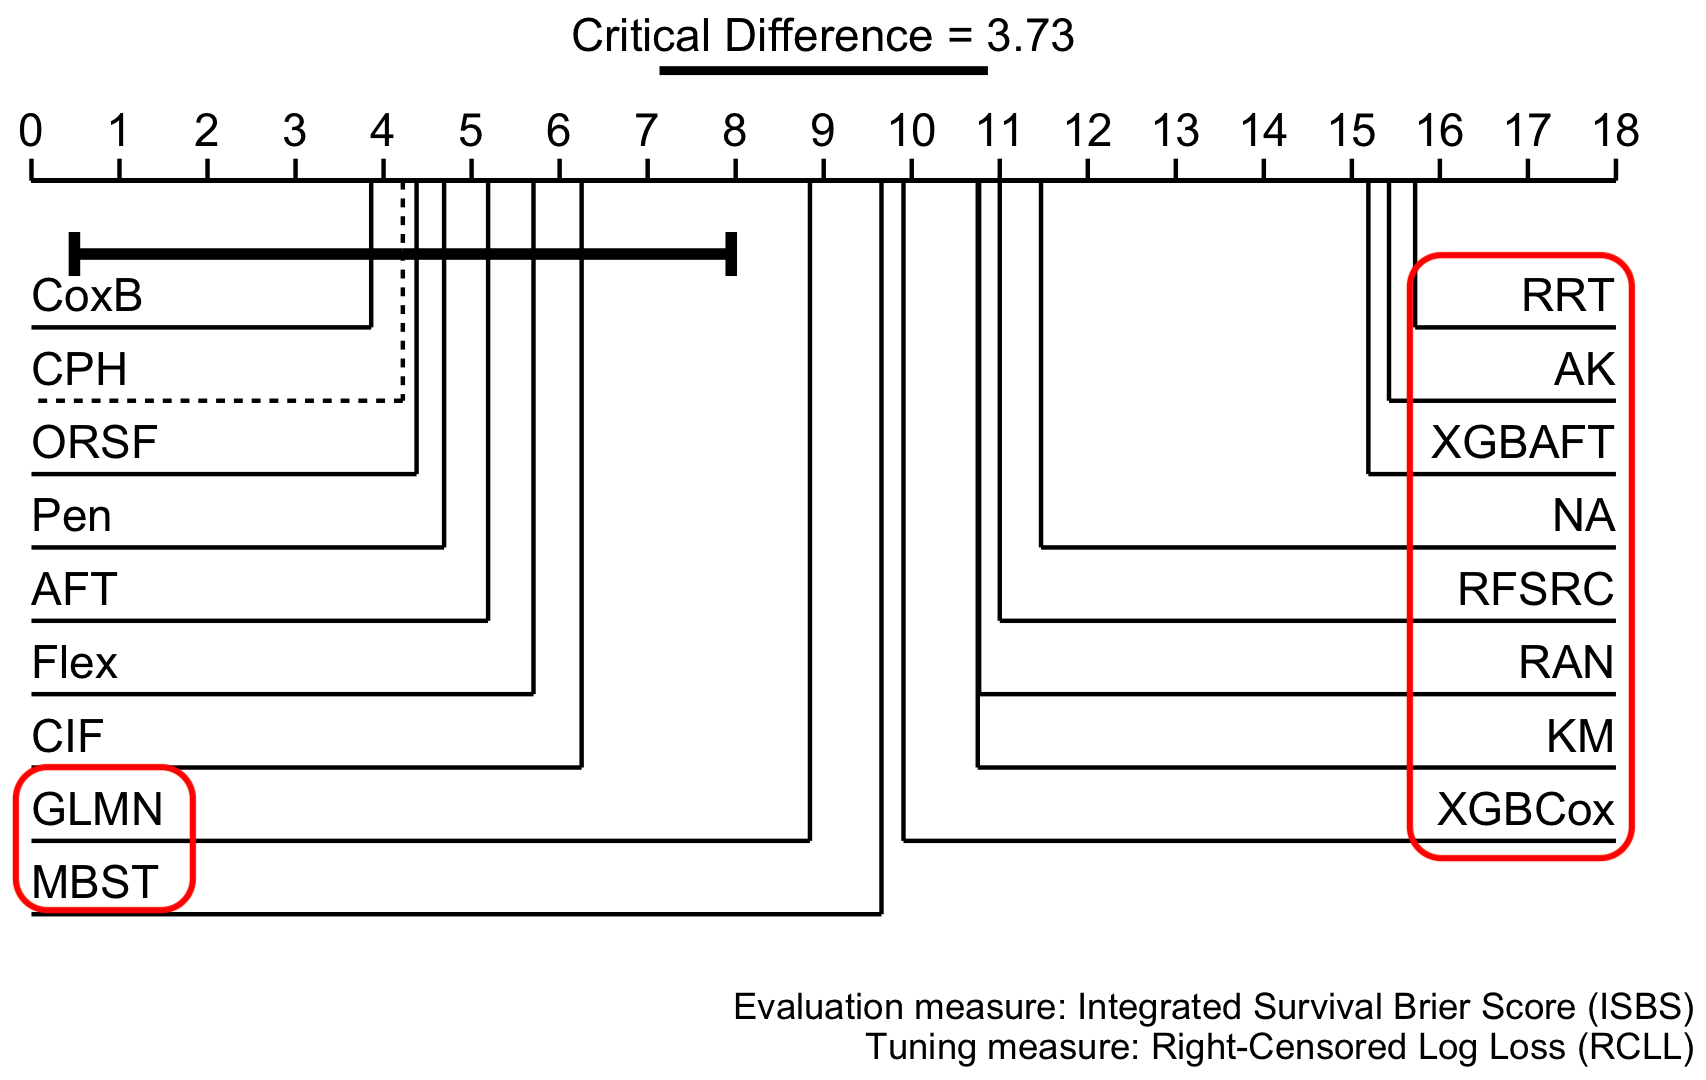 Critical Difference = 3.73
0 1 2 3 4 5 6 7 8 9 10 11 12 13 14 15 16 17 18
CoxB
CPH
ORSF
Pen
AFT
Flex
CIF
GLMN
MBST
RRT
AK
XGBAFT
NA
RFSRC
RAN
KM
XGBCox
Evaluation measure: Integrated Survival Brier Score (ISBS)
Tuning measure: Right-Censored Log Loss (RCLL)